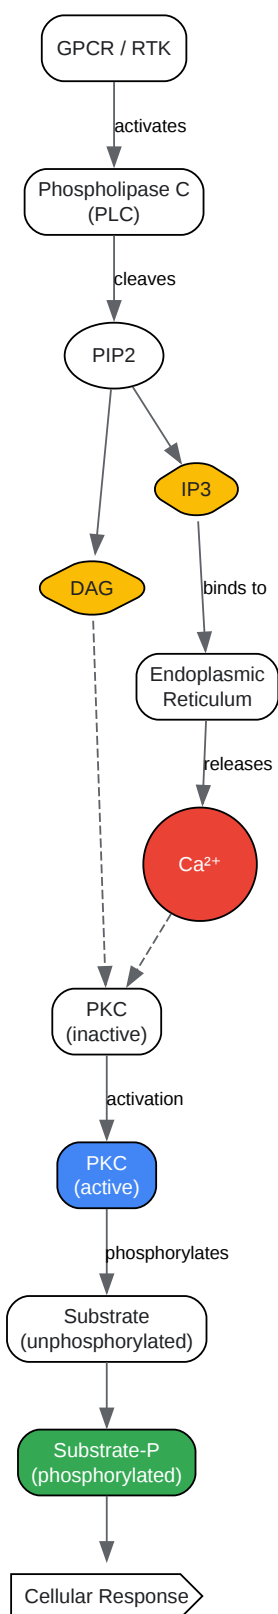 GPCR / RTK
activates
Phospholipase C
(PLC)
cleaves
PIP2
IP3
DAG
binds to
Endoplasmic
Reticulum
releases
Ca²⁺
PKC
(inactive)
activation
PKC
(active)
phosphorylates
Substrate
(unphosphorylated)
Substrate-P
(phosphorylated)
Cellular Response